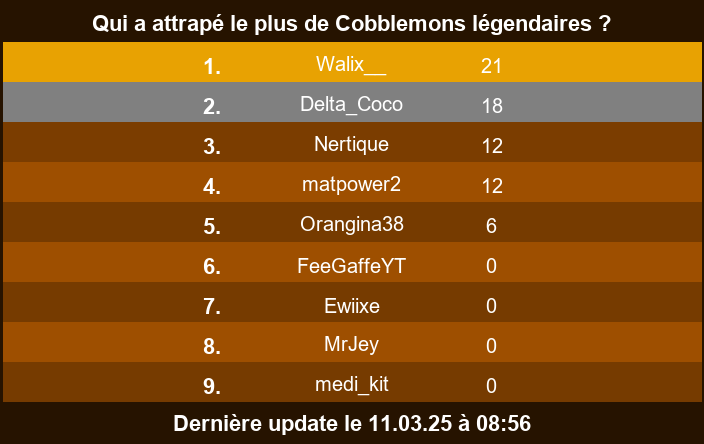 Qui a attrapé le plus de Cobblemons légendaires ?
1. Walix__ 21
2. Delta_Coco 18
3. Nertique 12
4. matpower2 12
5. Orangina38 6
6. FeeGaffeYT 0
7. Ewiixe 0
8. MrJey 0
9. medi_kit 0
Dernière update le 11.03.25 à 08:56